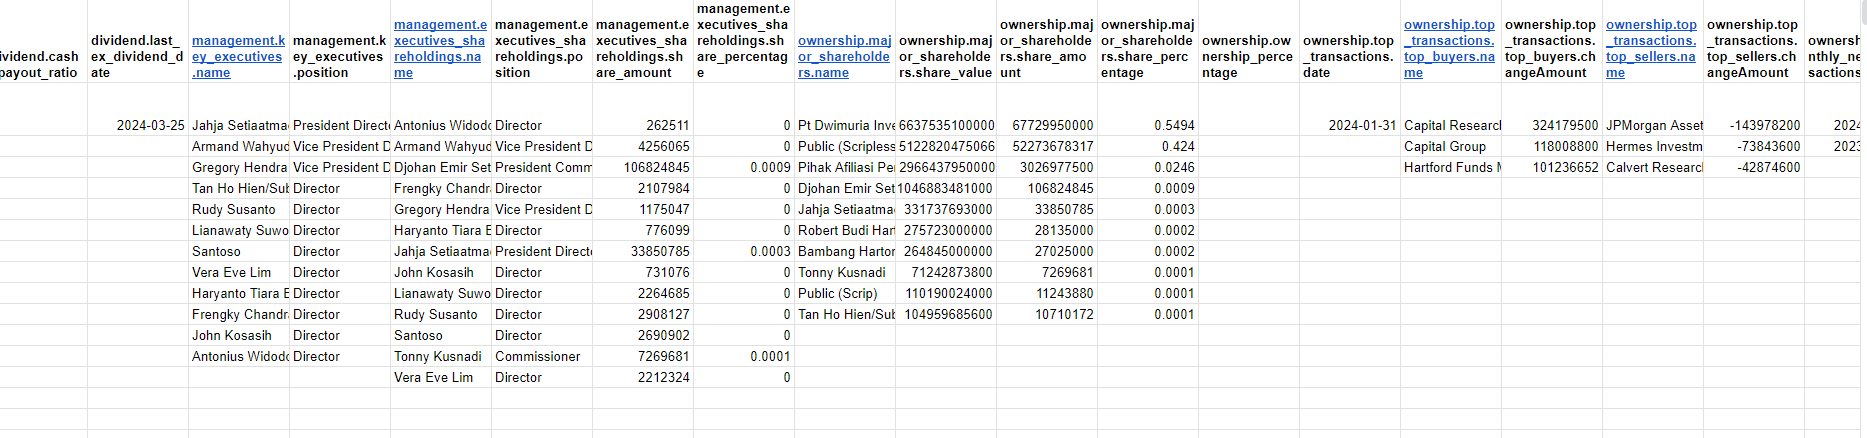 ividend.cash payout_ratio | dividend.last_ex_dividend_date | management.key_executives.name | management.key_executives.position | management.executives_shareholdings.name | management.executives_shareholdings.position | management.executives_shareholdings.share_amount | management.executives_shareholdings.share_percentage | ownership.major_shareholders.name | ownership.major_shareholders.share_value | ownership.major_shareholders.share_amount | ownership.major_shareholders.share_percentage | ownership.ownership_percentage | ownership.top_transactions.date | ownership.top_transactions.top_buyers.name | ownership.top_transactions.top_buyers.changeAmount | ownership.top_transactions.top_sellers.name | ownership.top_transactions.top_sellers.changeAmount | ownersh nthly_ne sactions
2024-03-25 Jahja Setiaatma President Direct Antonius Widodo Director 262511 0 Pt Dwimuria Inve 6637535100000 67729950000 0.5494 2024-01-31 Capital Researcl 324179500 JPMorgan Asset -143978200 2024
Armand Wahyud Vice President D Armand Wahyud Vice President D 4256065 0 Public (Scripless 5122820475066 52273678317 0.424 Capital Group 118008800 Hermes Investm -73843600 2023
Gregory Hendra Vice President D Djohan Emir Set President Comm 106824845 0.0009 Pihak Afiliasi Pe 2966437950000 3026977500 0.0246 Hartford Funds M 101236652 Calvert Researcl -42874600
Tan Ho Hien/Sub Director Frengky Chandr Director 2107984 0 Djohan Emir Set 1046883481000 106824845 0.0009
Rudy Susanto Director Gregory Hendra Vice President D 1175047 0 Jahja Setiaatma 331737693000 33850785 0.0003
Lianawaty Suwo Director Haryanto Tiara B Director 776099 0 Robert Budi Har 275723000000 28135000 0.0002
Santoso Director Jahja Setiaatma President Direct 33850785 0.0003 Bambang Hartor 264845000000 27025000 0.0002
Vera Eve Lim Director John Kosasih Director 731076 0 Tonny Kusnadi 71242873800 7269681 0.0001
Haryanto Tiara B Director Lianawaty Suwo Director 2264685 0 Public (Scrip) 110190024000 11243880 0.0001
Frengky Chandr Director Rudy Susanto Director 2908127 0 Tan Ho Hien/Sub 104959685600 10710172 0.0001
John Kosasih Director Santoso Director 2690902 0
Antonius Widodo Director Tonny Kusnadi Commissioner 7269681 0.0001
Vera Eve Lim Director 2212324 0